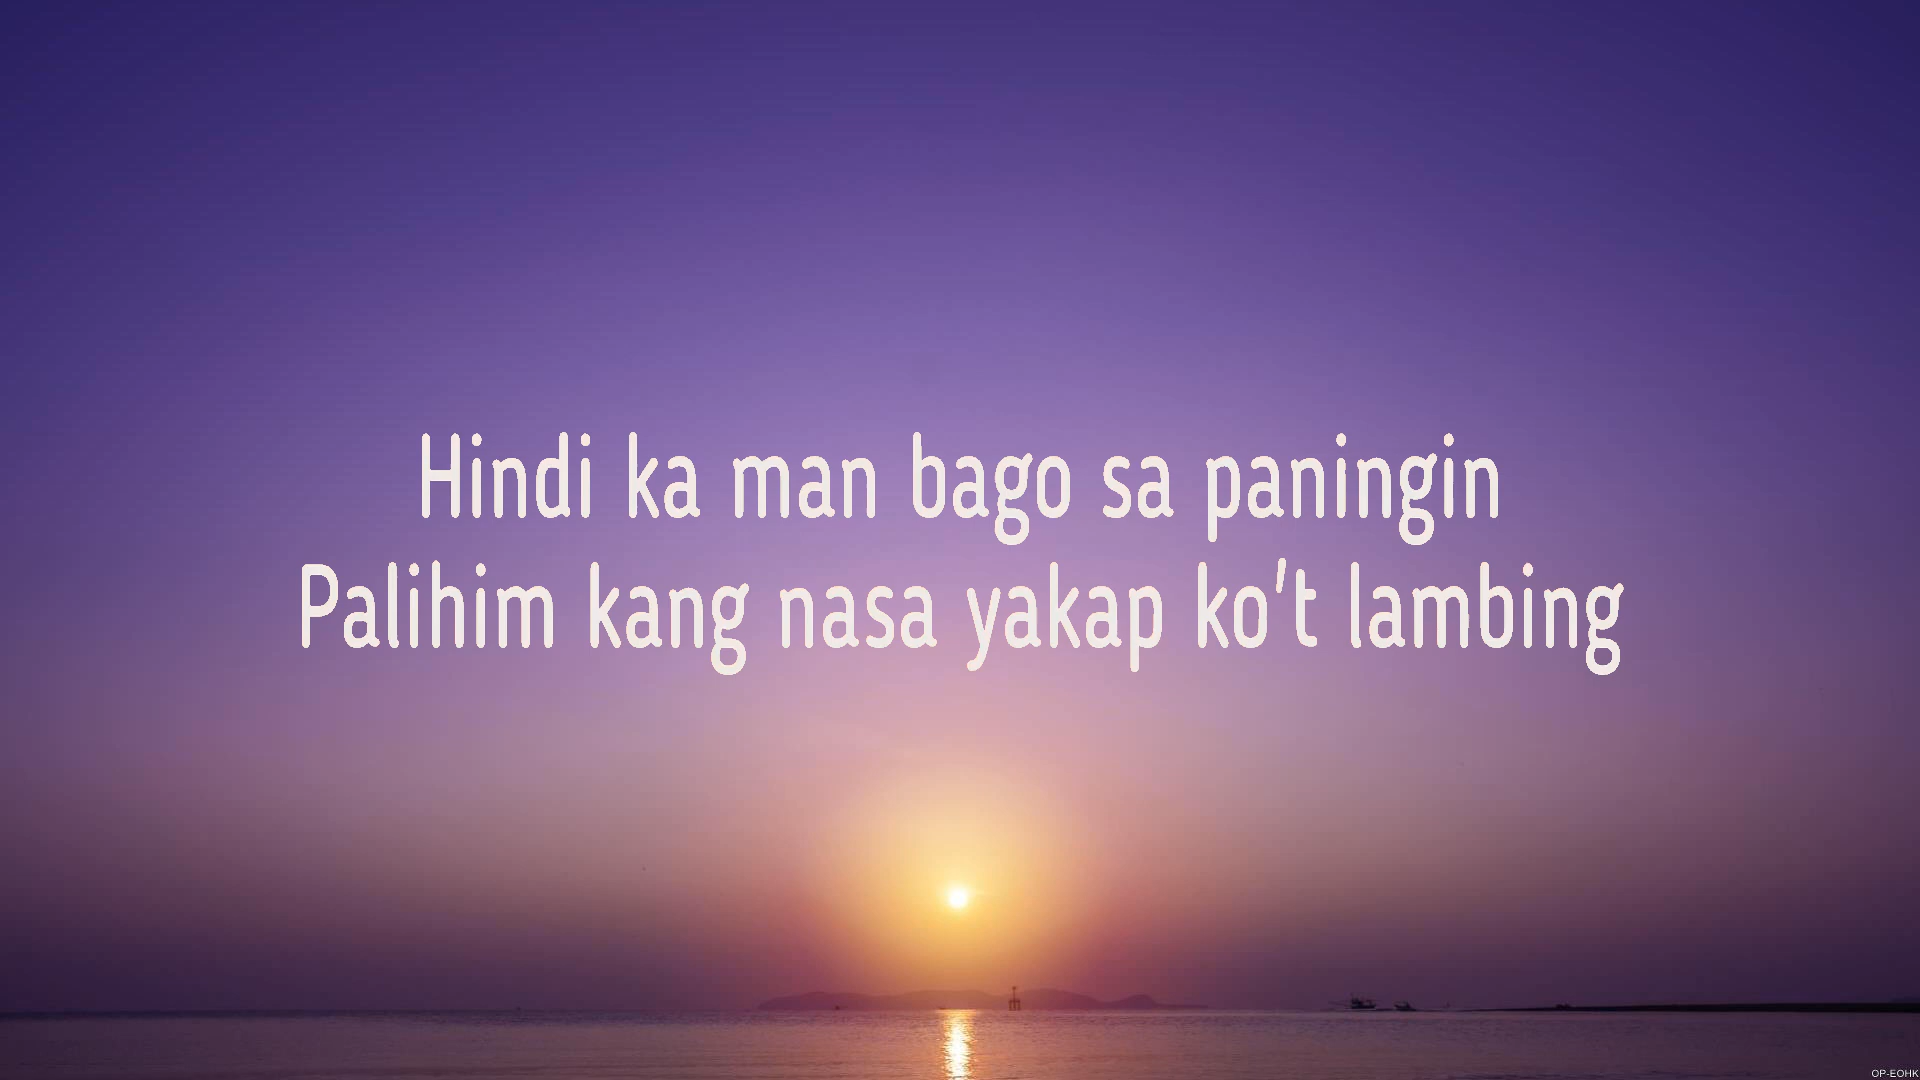 Hindi ka man bago sa paningin
Palihim kang nasa yakap ko't lambing
OP-EOHK